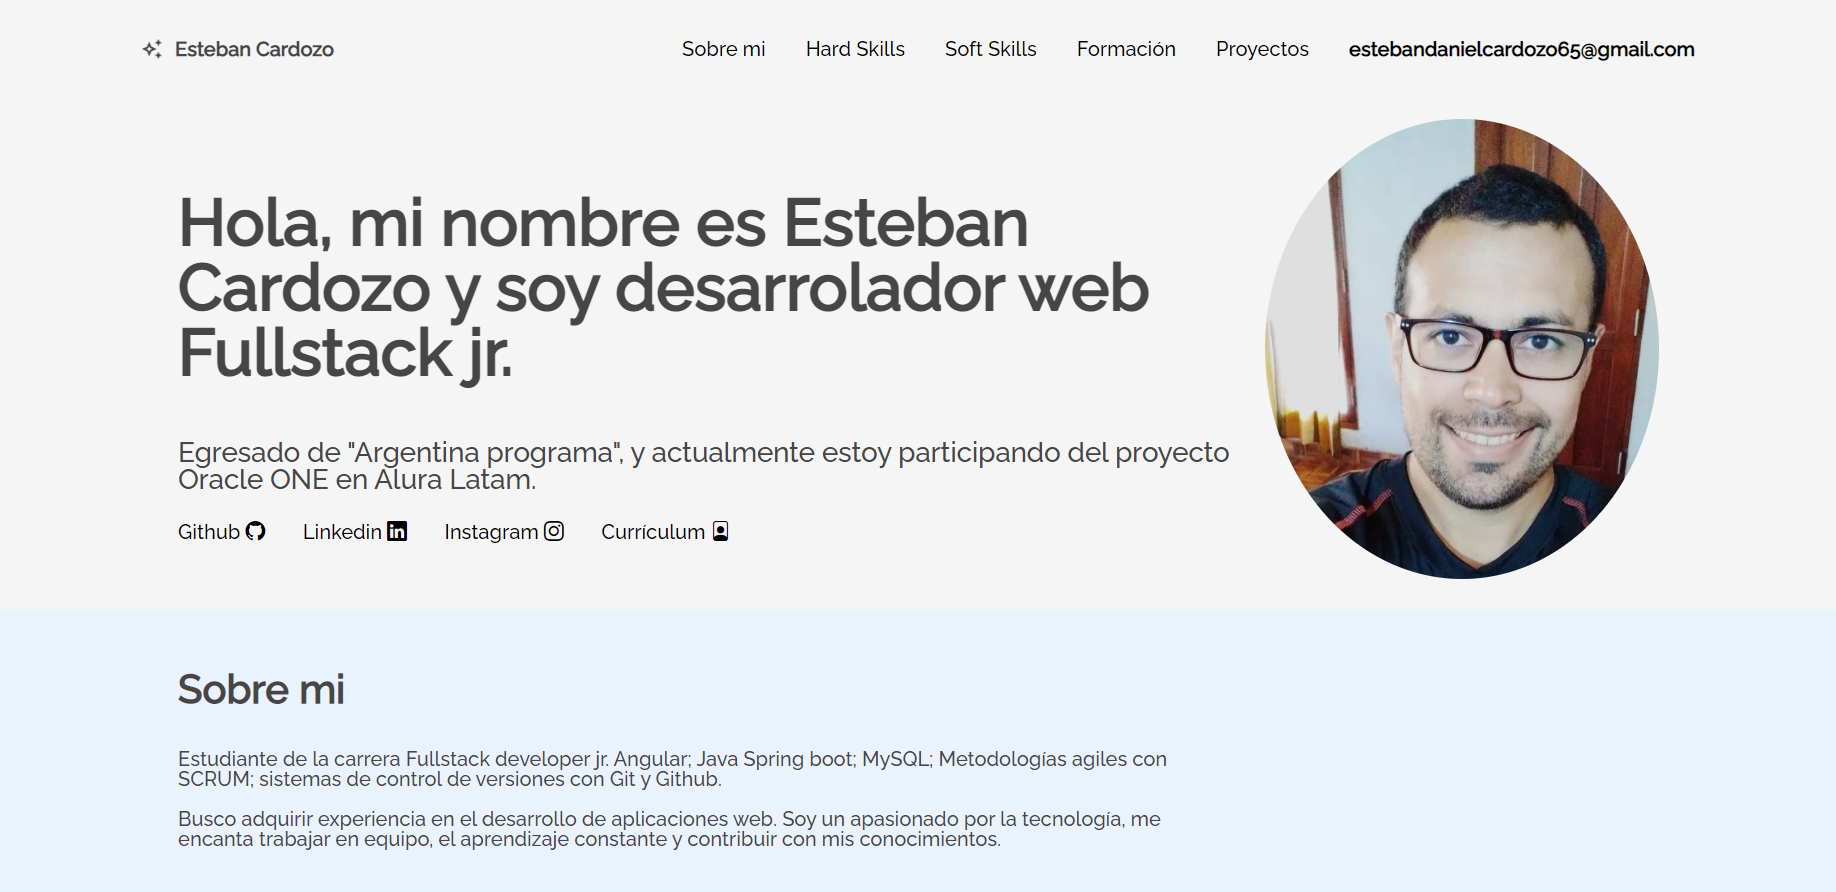 Esteban Cardozo
Sobre mi
Hard Skills
Soft Skills
Formación
Proyectos
estebandanielcardozo65@gmail.com
Hola, mi nombre es Esteban
Cardozo y soy desarrolador web
Fullstack jr.
Egresado de "Argentina programa", y actualmente estoy participando del proyecto
Oracle ONE en Alura Latam.
Github
Linkedin
Instagram
Currículum
Sobre mi
Estudiante de la carrera Fullstack developer jr. Angular; Java Spring boot; MySQL; Metodologías agiles con
SCRUM; sistemas de control de versiones con Git y Github.
Busco adquirir experiencia en el desarrollo de aplicaciones web. Soy un apasionado por la tecnología, me
encanta trabajar en equipo, el aprendizaje constante y contribuir con mis conocimientos.